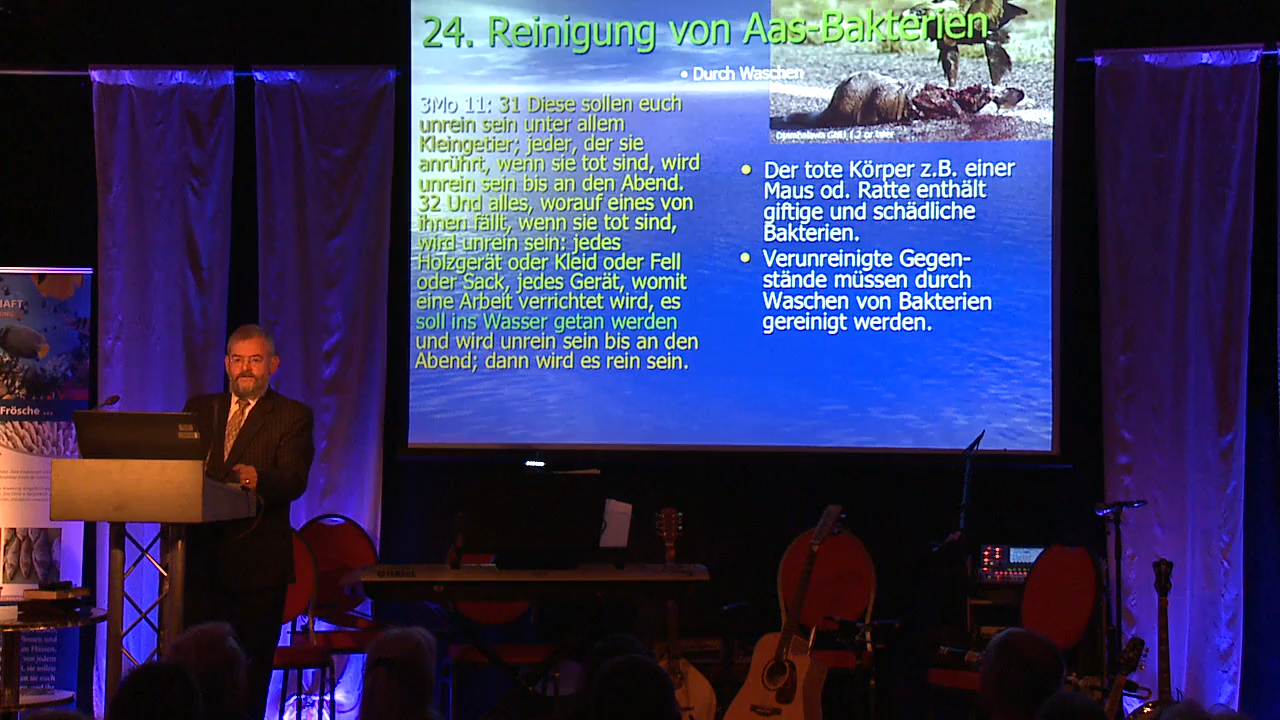 24. Reinigung von Aas-Bakterien
• Durch Waschen
3Mo 11: 31 Diese sollen euch
unrein sein unter allem
Kleingetier; jeder, der sie
anrührt, wenn sie tot sind, wird
unrein sein bis an den Abend.
32 Und alles, worauf eines von
ihnen fällt, wenn sie tot sind,
wird unrein sein: jedes
Holzgerät oder Kleid oder Fell
oder Sack, jedes Gerät, womit
eine Arbeit verrichtet wird, es
soll ins Wasser getan werden
und wird unrein sein bis an den
Abend; dann wird es rein sein.
• Der tote Körper z.B. einer
Maus od. Ratte enthält
giftige und schädliche
Bakterien.
• Verunreinigte Gegen-
stände müssen durch
Waschen von Bakterien
gereinigt werden.
Frösche ...
YAMAHA